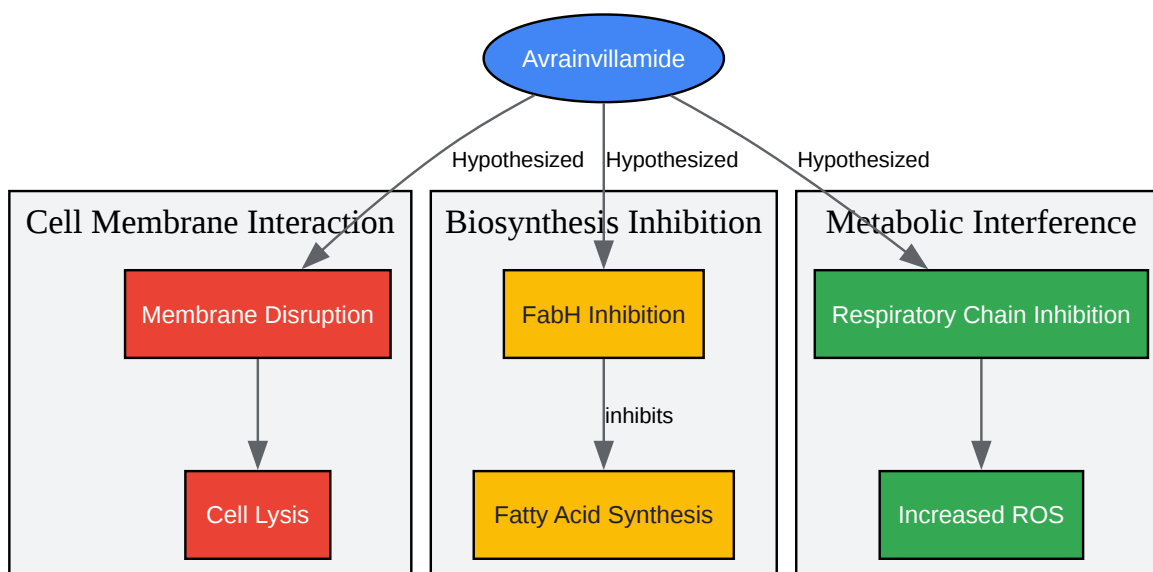 Avrainvillamide
Hypothesized
Hypothesized
Hypothesized
Cell Membrane Interaction
Biosynthesis Inhibition
Metabolic Interference
Membrane Disruption
FabH Inhibition
Respiratory Chain Inhibition
inhibits
Cell Lysis
Fatty Acid Synthesis
Increased ROS